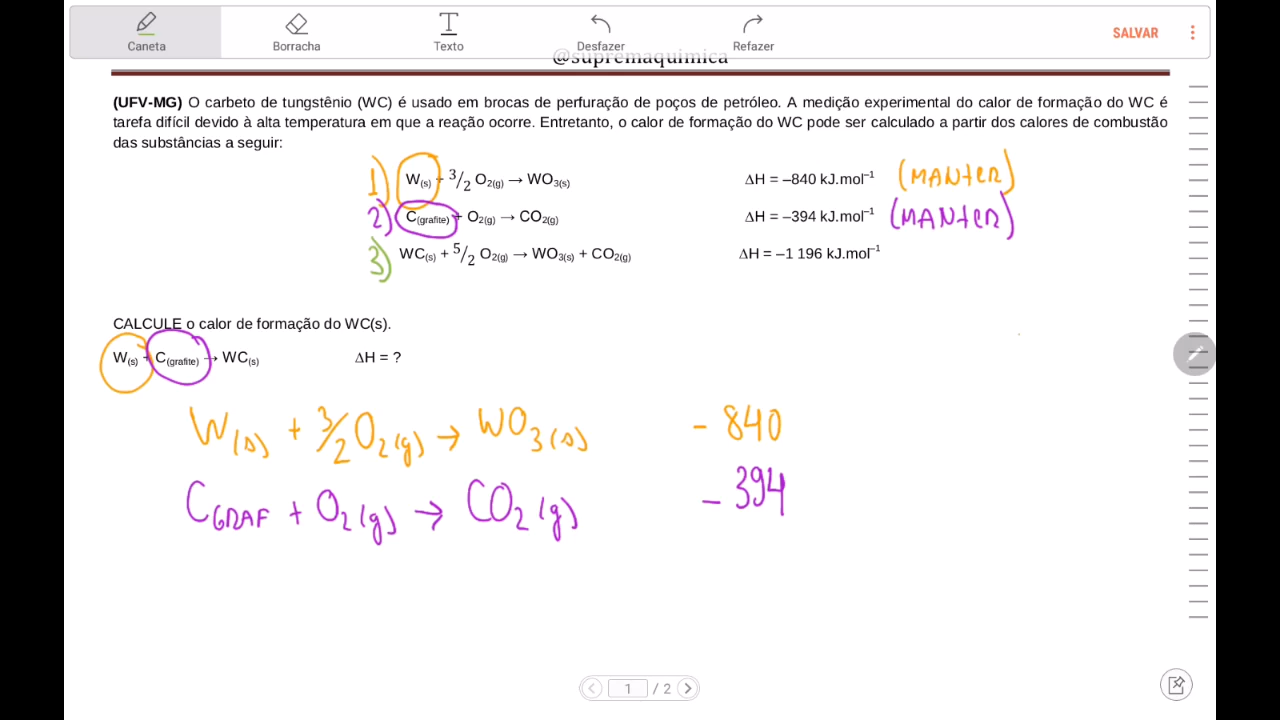 Caneta
Borracha
Texto
Desfazer
Refazer
SALVAR
@supremaquimica
(UFV-MG) O carbeto de tungstênio (WC) é usado em brocas de perfuração de poços de petróleo. A medição experimental do calor de formação do WC é
tarefa difícil devido à alta temperatura em que a reação ocorre. Entretanto, o calor de formação do WC pode ser calculado a partir dos calores de combustão
das substâncias a seguir:
1) W(s) + 3/2 O2(g) → WO3(s) ΔH = –840 kJ.mol–1 (MANTER)
2) C(grafite) + O2(g) → CO2(g) ΔH = –394 kJ.mol–1 (MANTER)
3) WC(s) + 5/2 O2(g) → WO3(s) + CO2(g) ΔH = –1 196 kJ.mol–1
CALCULE o calor de formação do WC(s).
W(s) + C(grafite) → WC(s) ΔH = ?
W(s) + 3/2 O2(g) → WO3(s) - 840
CGRAF + O2(g) → CO2(g) - 394
1 / 2